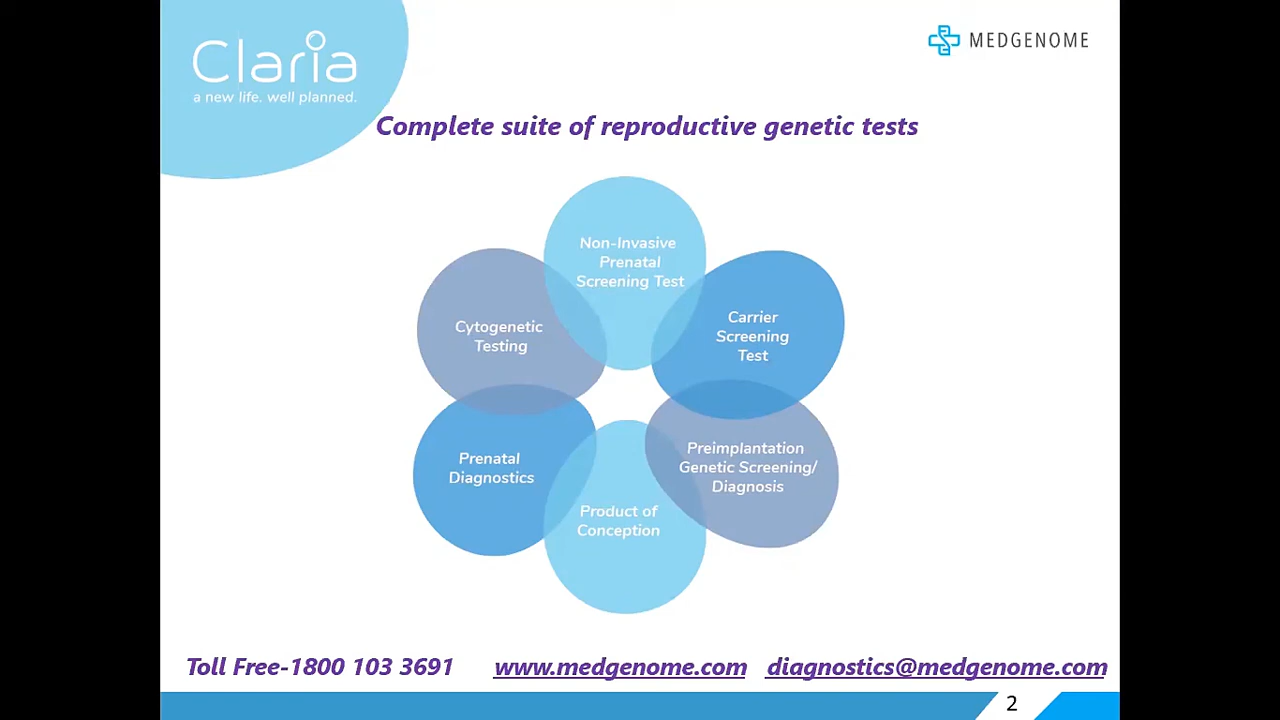 Claria
a new life. well planned.
MEDGENOME
Complete suite of reproductive genetic tests
Non-Invasive
Prenatal
Screening Test
Carrier
Screening
Test
Preimplantation
Genetic Screening/
Diagnosis
Product of
Conception
Prenatal
Diagnostics
Cytogenetic
Testing
Toll Free-1800 103 3691 www.medgenome.com diagnostics@medgenome.com
2